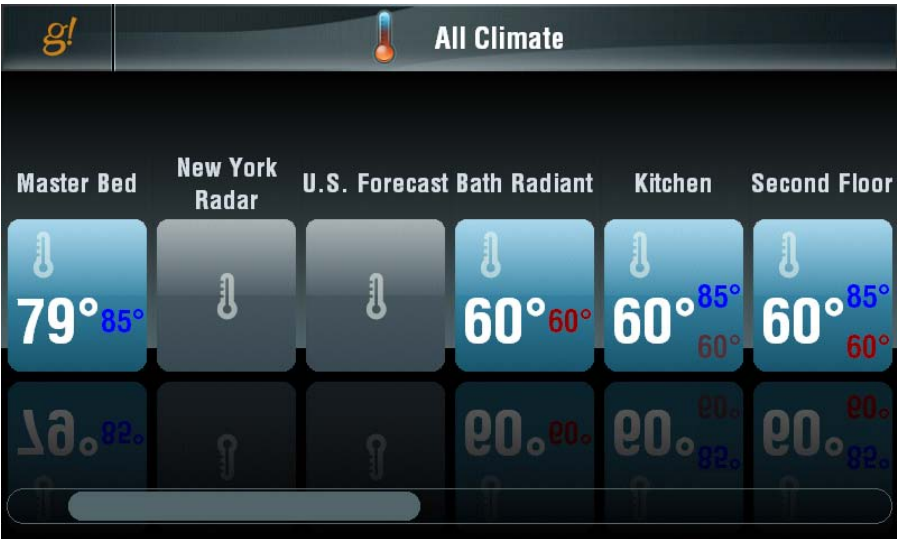 g!
All Climate
Master Bed
New York
Radar
U.S. Forecast
Bath Radiant
Kitchen
Second Floor
79° 85°
60° 60°
60° 85° 60°
60° 85° 60°